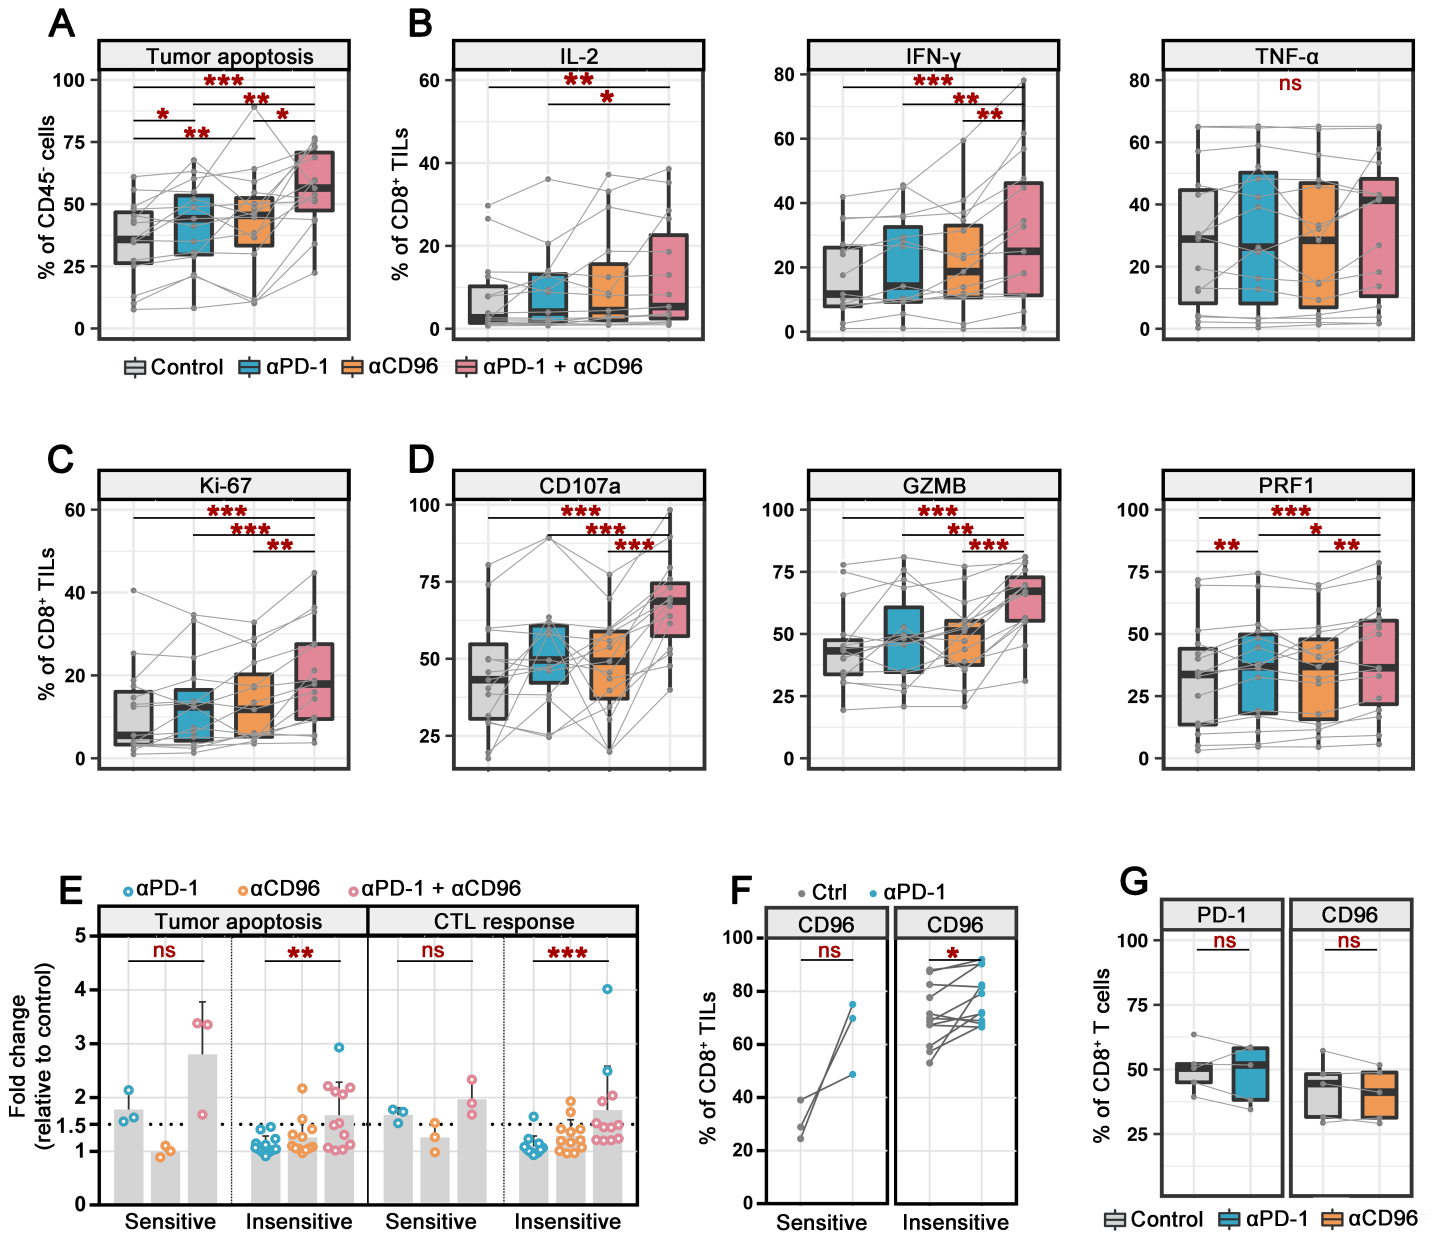 A
Tumor apoptosis
% of CD45⁻ cells
100
75
50
25
0
***
**
*
*
**
B
IL-2
% of CD8⁺ TILs
60
40
20
0
**
*
IFN-γ
80
60
40
20
0
***
**
**
TNF-α
80
60
40
20
0
ns
Control αPD-1 αCD96 αPD-1 + αCD96
C
Ki-67
% of CD8⁺ TILs
60
40
20
0
***
***
**
D
CD107a
100
75
50
25
***
***
***
GZMB
100
75
50
25
0
***
**
***
PRF1
100
75
50
25
0
***
*
**
**
E
αPD-1 αCD96 αPD-1 + αCD96
Tumor apoptosis CTL response
Fold change
(relative to control)
5
4
3
2
1.5
1
0
ns ** ns ***
Sensitive Insensitive Sensitive Insensitive
F
Ctrl αPD-1
CD96 CD96
% of CD8⁺ TILs
100
80
60
40
20
0
ns *
Sensitive Insensitive
G
PD-1 CD96
% of CD8⁺ T cells
100
75
50
25
ns ns
Control αPD-1 αCD96